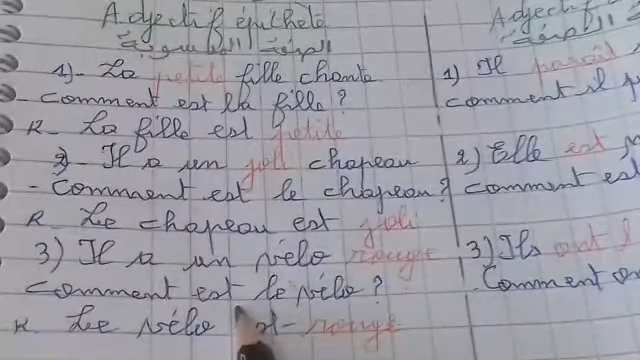 Adjectif épithète
الصفة
1)- La petite fille chante
- Comment est la fille ?
R- La fille est petite
2)- Il a un joli chapeau
- Comment est le chapeau ?
R- Le chapeau est joli
3) Il a un vélo rouge
Comment est le vélo ?
R- Le vélo est rouge
Adjectif
الصفة
1) Il paraît
comment il
2) Elle est
comment est
3) Ils ont
Comment